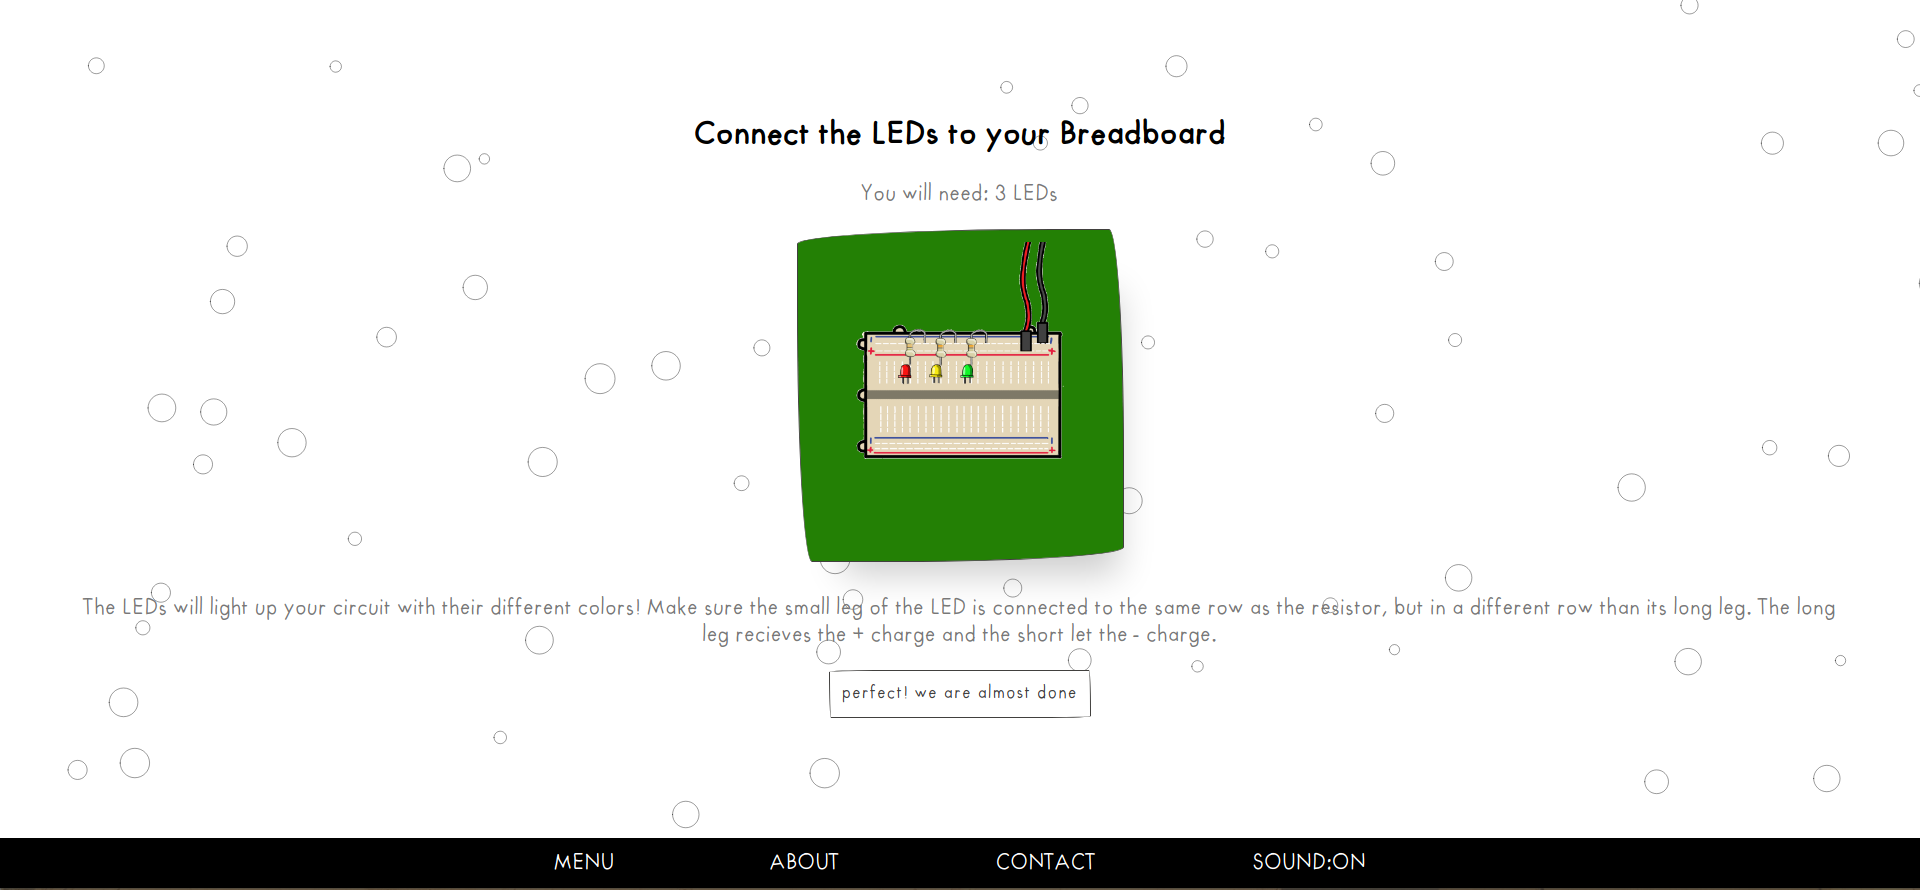 Connect the LEDs to your Breadboard
You will need: 3 LEDs
The LEDs will light up your circuit with their different colors! Make sure the small leg of the LED is connected to the same row as the resistor, but in a different row than its long leg. The long
leg recieves the + charge and the short let the - charge.
perfect! we are almost done
MENU ABOUT CONTACT SOUND:ON